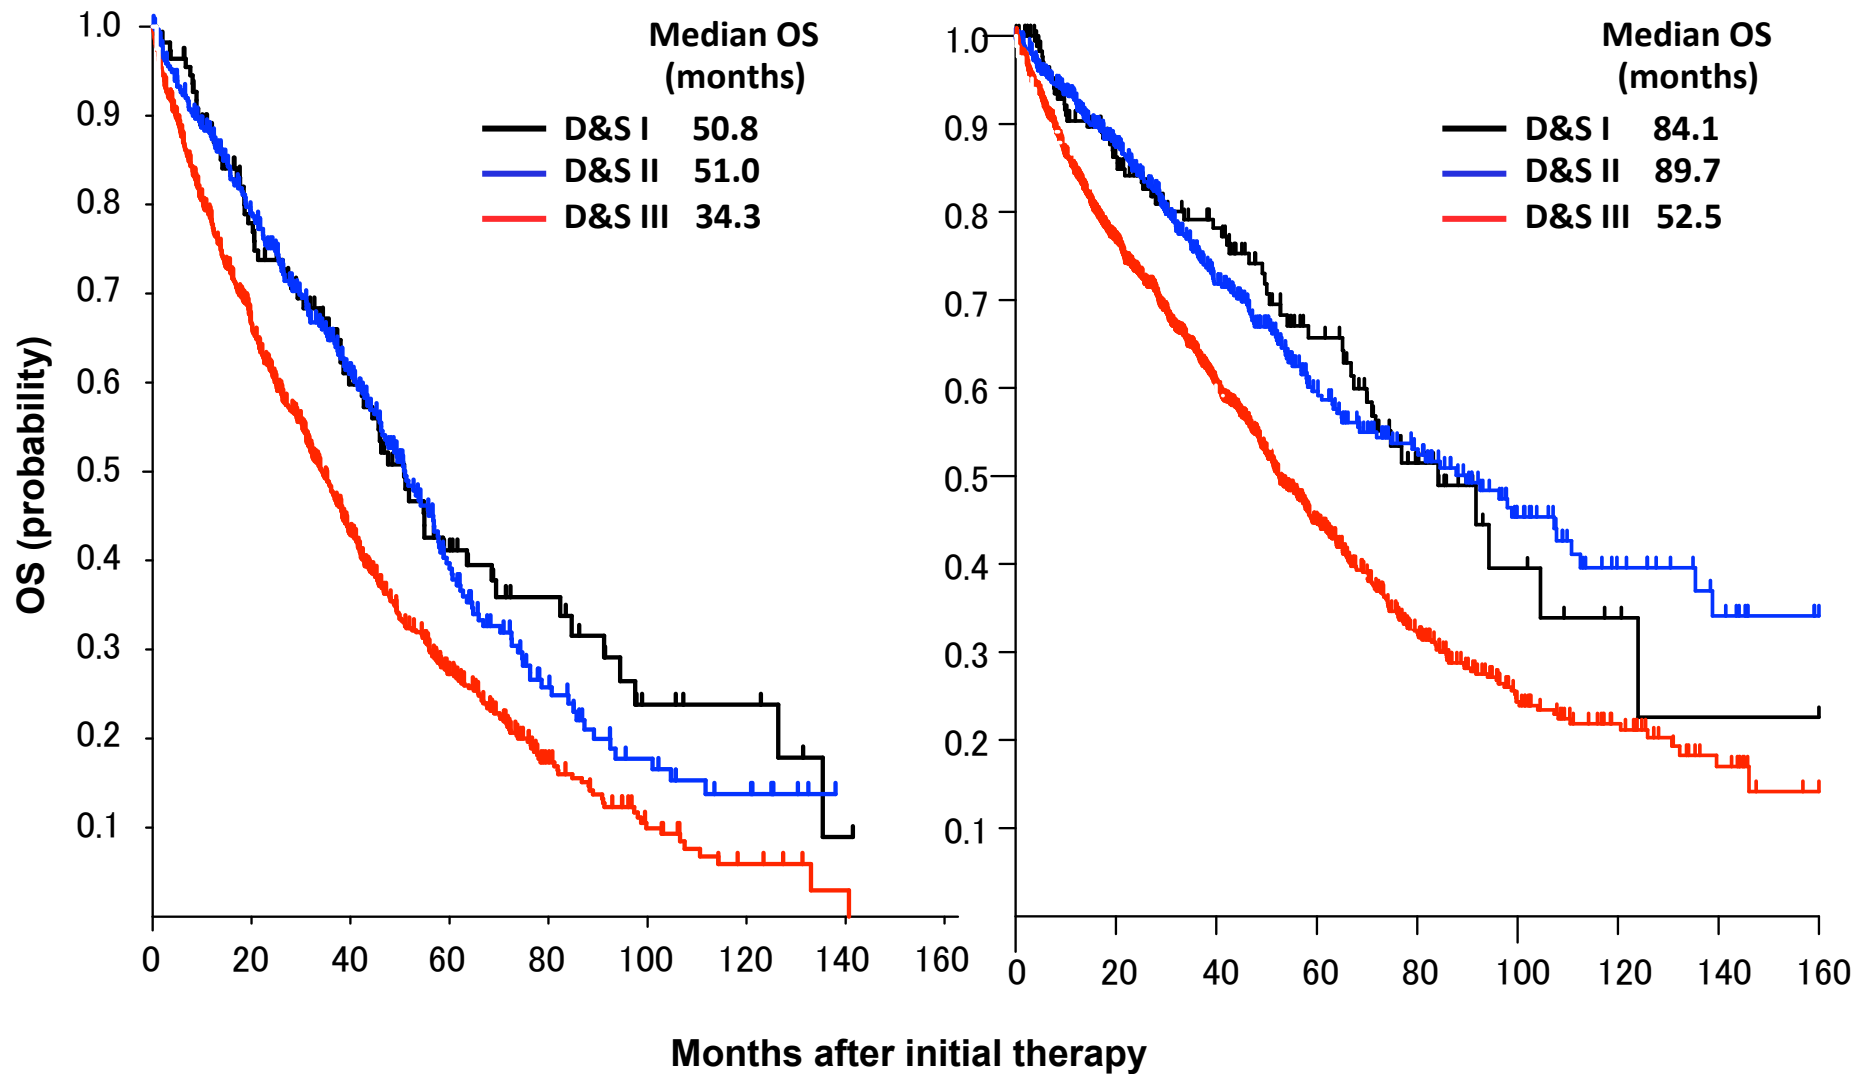 Median OS
(months)
D&S I 50.8
D&S II 51.0
D&S III 34.3
OS (probability)
1.0
0.9
0.8
0.7
0.6
0.5
0.4
0.3
0.2
0.1
0 20 40 60 80 100 120 140 160
Median OS
(months)
D&S I 84.1
D&S II 89.7
D&S III 52.5
1.0
0.9
0.8
0.7
0.6
0.5
0.4
0.3
0.2
0.1
0 20 40 60 80 100 120 140 160
Months after initial therapy